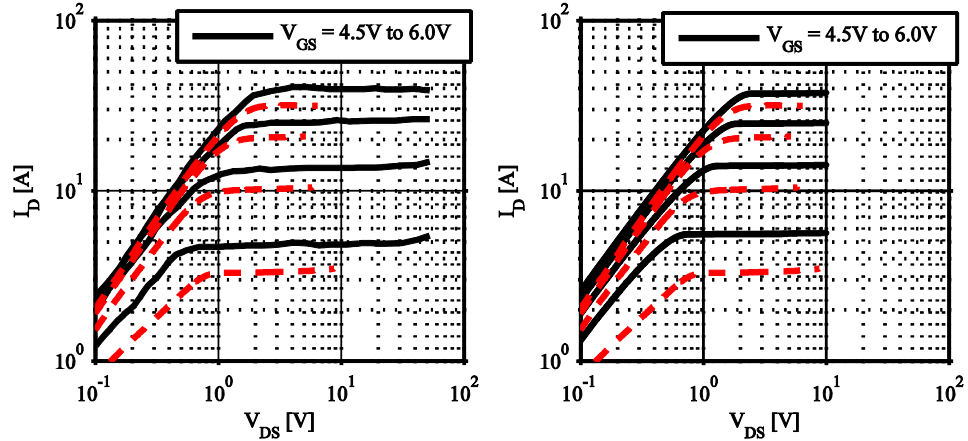 10^2 V_GS = 4.5V to 6.0V
I_D [A]
10^1
10^0
10^-1 10^0 10^1 10^2
V_DS [V]
10^2 V_GS = 4.5V to 6.0V
I_D [A]
10^1
10^0
10^-1 10^0 10^1 10^2
V_DS [V]